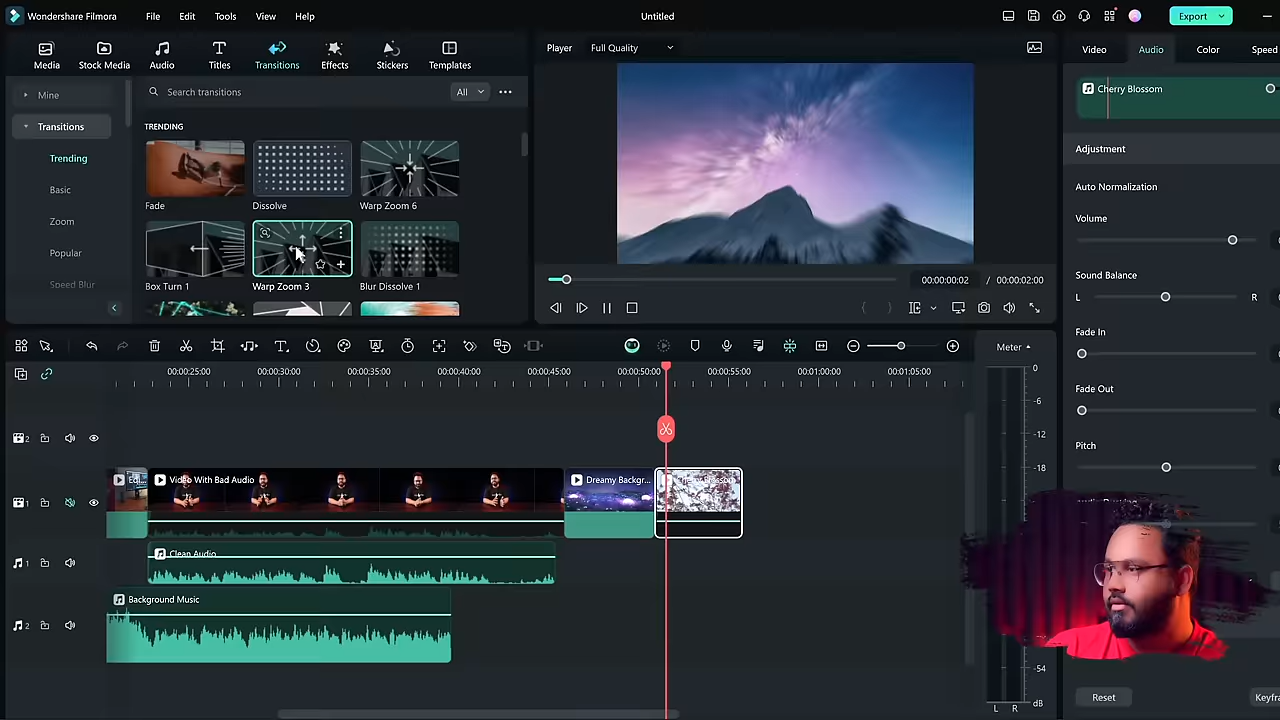 Wondershare Filmora
File
Edit
Tools
View
Help
Untitled
Export
Media
Stock Media
Audio
Titles
Transitions
Effects
Stickers
Templates
Player
Full Quality
Video
Audio
Color
Speed
Mine
Search transitions
All
Transitions
Trending
Basic
Zoom
Popular
Speed Blur
TRENDING
Fade
Dissolve
Warp Zoom 6
Box Turn 1
Warp Zoom 3
Blur Dissolve 1
00:00:00:02 / 00:00:02:00
Cherry Blossom
Adjustment
Auto Normalization
Volume
Sound Balance
L
R
Fade In
Fade Out
Pitch
Reset
Keyfra
Meter
00:00:25:00
00:00:30:00
00:00:35:00
00:00:40:00
00:00:45:00
00:00:50:00
00:00:55:00
00:01:00:00
00:01:05:00
0
-6
-12
-18
-54
dB
L R
2
1
Video With Bad Audio
Dreamy Backgr...
1
Clean Audio
2
Background Music